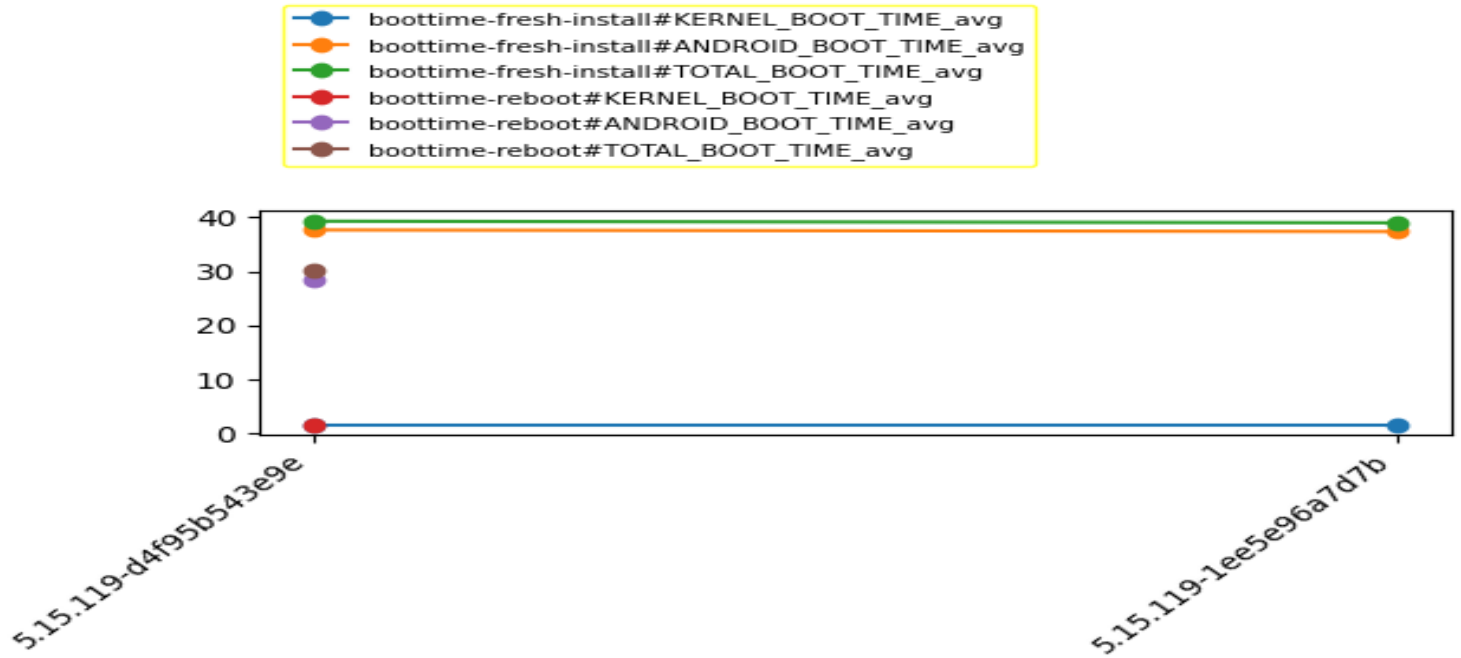 boottime-fresh-install#KERNEL_BOOT_TIME_avg
boottime-fresh-install#ANDROID_BOOT_TIME_avg
boottime-fresh-install#TOTAL_BOOT_TIME_avg
boottime-reboot#KERNEL_BOOT_TIME_avg
boottime-reboot#ANDROID_BOOT_TIME_avg
boottime-reboot#TOTAL_BOOT_TIME_avg
40
30
20
10
0
5.15.119-d4f95b543e9e
5.15.119-1ee5e96a7d7b